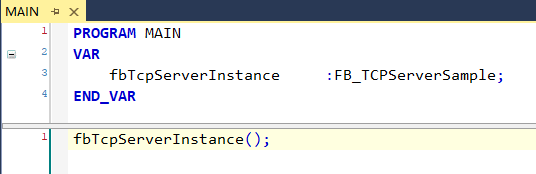 MAIN
1 PROGRAM MAIN
2 VAR
3 fbTcpServerInstance :FB_TCPServerSample;
4 END_VAR
1 fbTcpServerInstance();